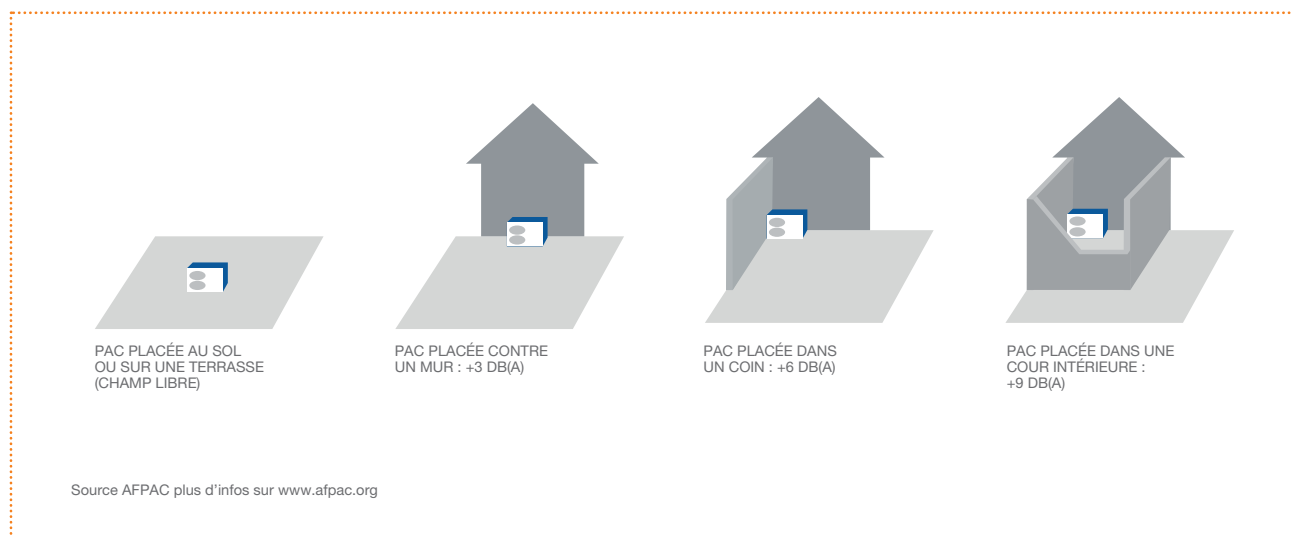 PAC PLACÉE AU SOL
OU SUR UNE TERRASSE
(CHAMP LIBRE)
PAC PLACÉE CONTRE
UN MUR : +3 DB(A)
PAC PLACÉE DANS
UN COIN : +6 DB(A)
PAC PLACÉE DANS UNE
COUR INTÉRIEURE :
+9 DB(A)
Source AFPAC plus d’infos sur www.afpac.org